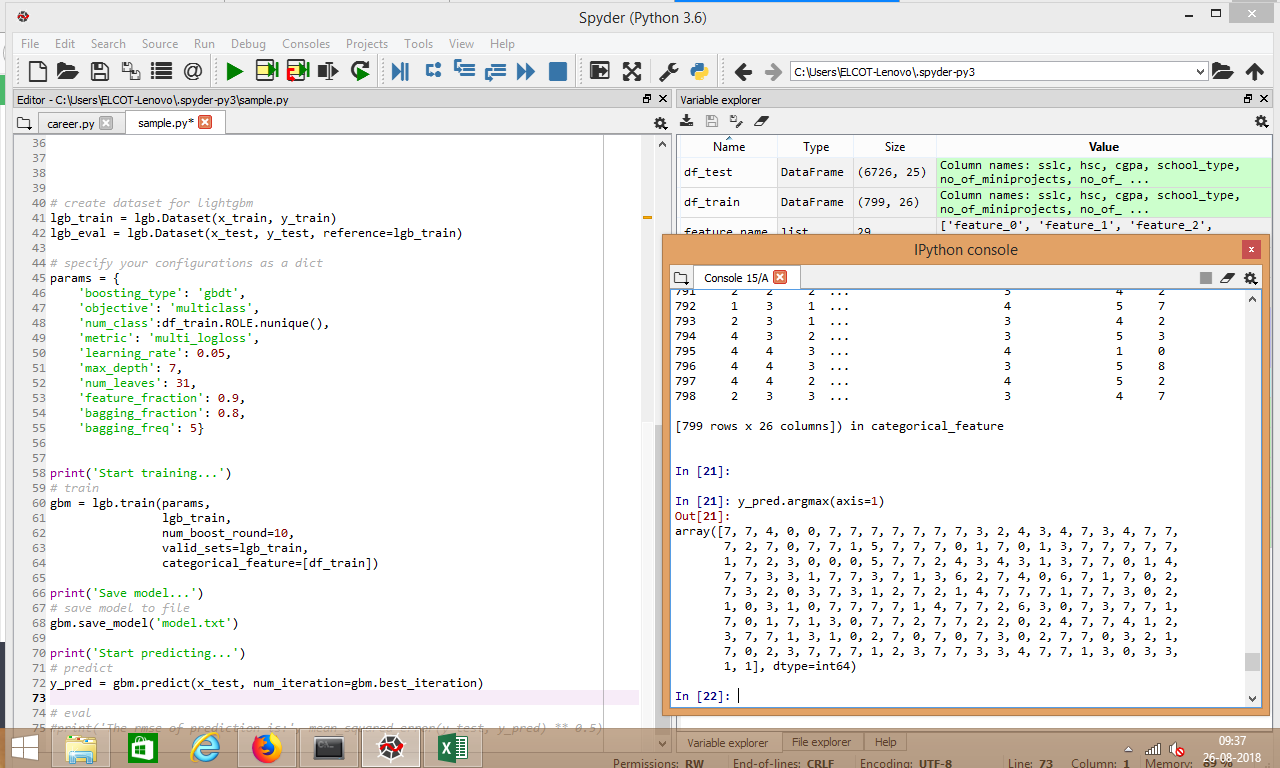 Spyder (Python 3.6)
File Edit Search Source Run Debug Consoles Projects Tools View Help
C:\Users\ELCOT-Lenovo\.spyder-py3
Editor - C:\Users\ELCOT-Lenovo\.spyder-py3\sample.py
career.py sample.py*
36
37
38
39
40 # create dataset for lightgbm
41 lgb_train = lgb.Dataset(x_train, y_train)
42 lgb_eval = lgb.Dataset(x_test, y_test, reference=lgb_train)
43
44 # specify your configurations as a dict
45 params = {
46 'boosting_type': 'gbdt',
47 'objective': 'multiclass',
48 'num_class':df_train.ROLE.nunique(),
49 'metric': 'multi_logloss',
50 'learning_rate': 0.05,
51 'max_depth': 7,
52 'num_leaves': 31,
53 'feature_fraction': 0.9,
54 'bagging_fraction': 0.8,
55 'bagging_freq': 5}
56
57
58 print('Start training...')
59 # train
60 gbm = lgb.train(params,
61 lgb_train,
62 num_boost_round=10,
63 valid_sets=lgb_train,
64 categorical_feature=[df_train])
65
66 print('Save model...')
67 # save model to file
68 gbm.save_model('model.txt')
69
70 print('Start predicting...')
71 # predict
72 y_pred = gbm.predict(x_test, num_iteration=gbm.best_iteration)
73
74 # eval
75 #print('The rmse of prediction is:', mean_squared_error(y_test, y_pred) ** 0.5)
Variable explorer
Name Type Size Value
df_test DataFrame (6726, 25) Column names: sslc, hsc, cgpa, school_type,
no_of_miniprojects, no_of_ ...
df_train DataFrame (799, 26) Column names: sslc, hsc, cgpa, school_type,
no_of_miniprojects, no_of_ ...
feature_name list 29 ['feature_0', 'feature_1', 'feature_2',
IPython console
Console 15/A
791 2 2 2 ... 3 4 2
792 1 3 1 ... 4 5 7
793 2 3 1 ... 3 4 2
794 4 3 2 ... 3 5 3
795 4 4 3 ... 4 1 0
796 4 4 3 ... 3 5 8
797 4 4 2 ... 4 5 2
798 2 3 3 ... 3 4 7
[799 rows x 26 columns]) in categorical_feature
In [21]:
In [21]: y_pred.argmax(axis=1)
Out[21]:
array([7, 7, 4, 0, 0, 7, 7, 7, 7, 7, 7, 7, 3, 2, 4, 3, 4, 7, 3, 4, 7, 7,
7, 2, 7, 0, 7, 7, 1, 5, 7, 7, 7, 0, 1, 7, 0, 1, 3, 7, 7, 7, 7, 7,
1, 7, 2, 3, 0, 0, 0, 5, 7, 7, 2, 4, 3, 4, 3, 1, 3, 7, 7, 0, 1, 4,
7, 7, 3, 3, 1, 7, 7, 3, 7, 1, 3, 6, 2, 7, 4, 0, 6, 7, 1, 7, 0, 2,
7, 3, 2, 0, 3, 7, 3, 1, 2, 7, 2, 1, 4, 7, 7, 7, 1, 7, 7, 3, 0, 2,
1, 0, 3, 1, 0, 7, 7, 7, 7, 1, 4, 7, 7, 2, 6, 3, 0, 7, 3, 7, 7, 1,
7, 0, 1, 7, 1, 3, 0, 7, 7, 2, 7, 7, 2, 2, 0, 2, 4, 7, 7, 4, 1, 2,
3, 7, 7, 1, 3, 1, 0, 2, 7, 0, 7, 0, 7, 3, 0, 2, 7, 7, 0, 3, 2, 1,
7, 0, 2, 3, 7, 7, 7, 1, 2, 3, 7, 7, 3, 3, 4, 7, 7, 1, 3, 0, 3, 3,
1, 1], dtype=int64)
In [22]:
Variable explorer File explorer Help
Permissions: RW End-of-lines: CRLF Encoding: UTF-8 Line: 73 Column: 1 Memory: 69 %
09:37
26-08-2018